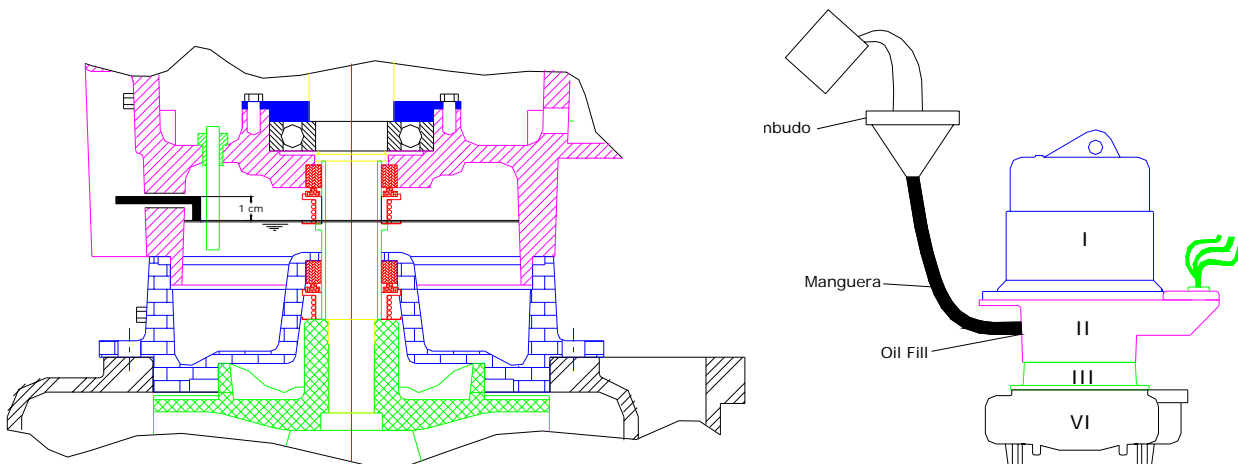 1 cm
nbudo
I
Manguera
II
Oil Fill
III
VI